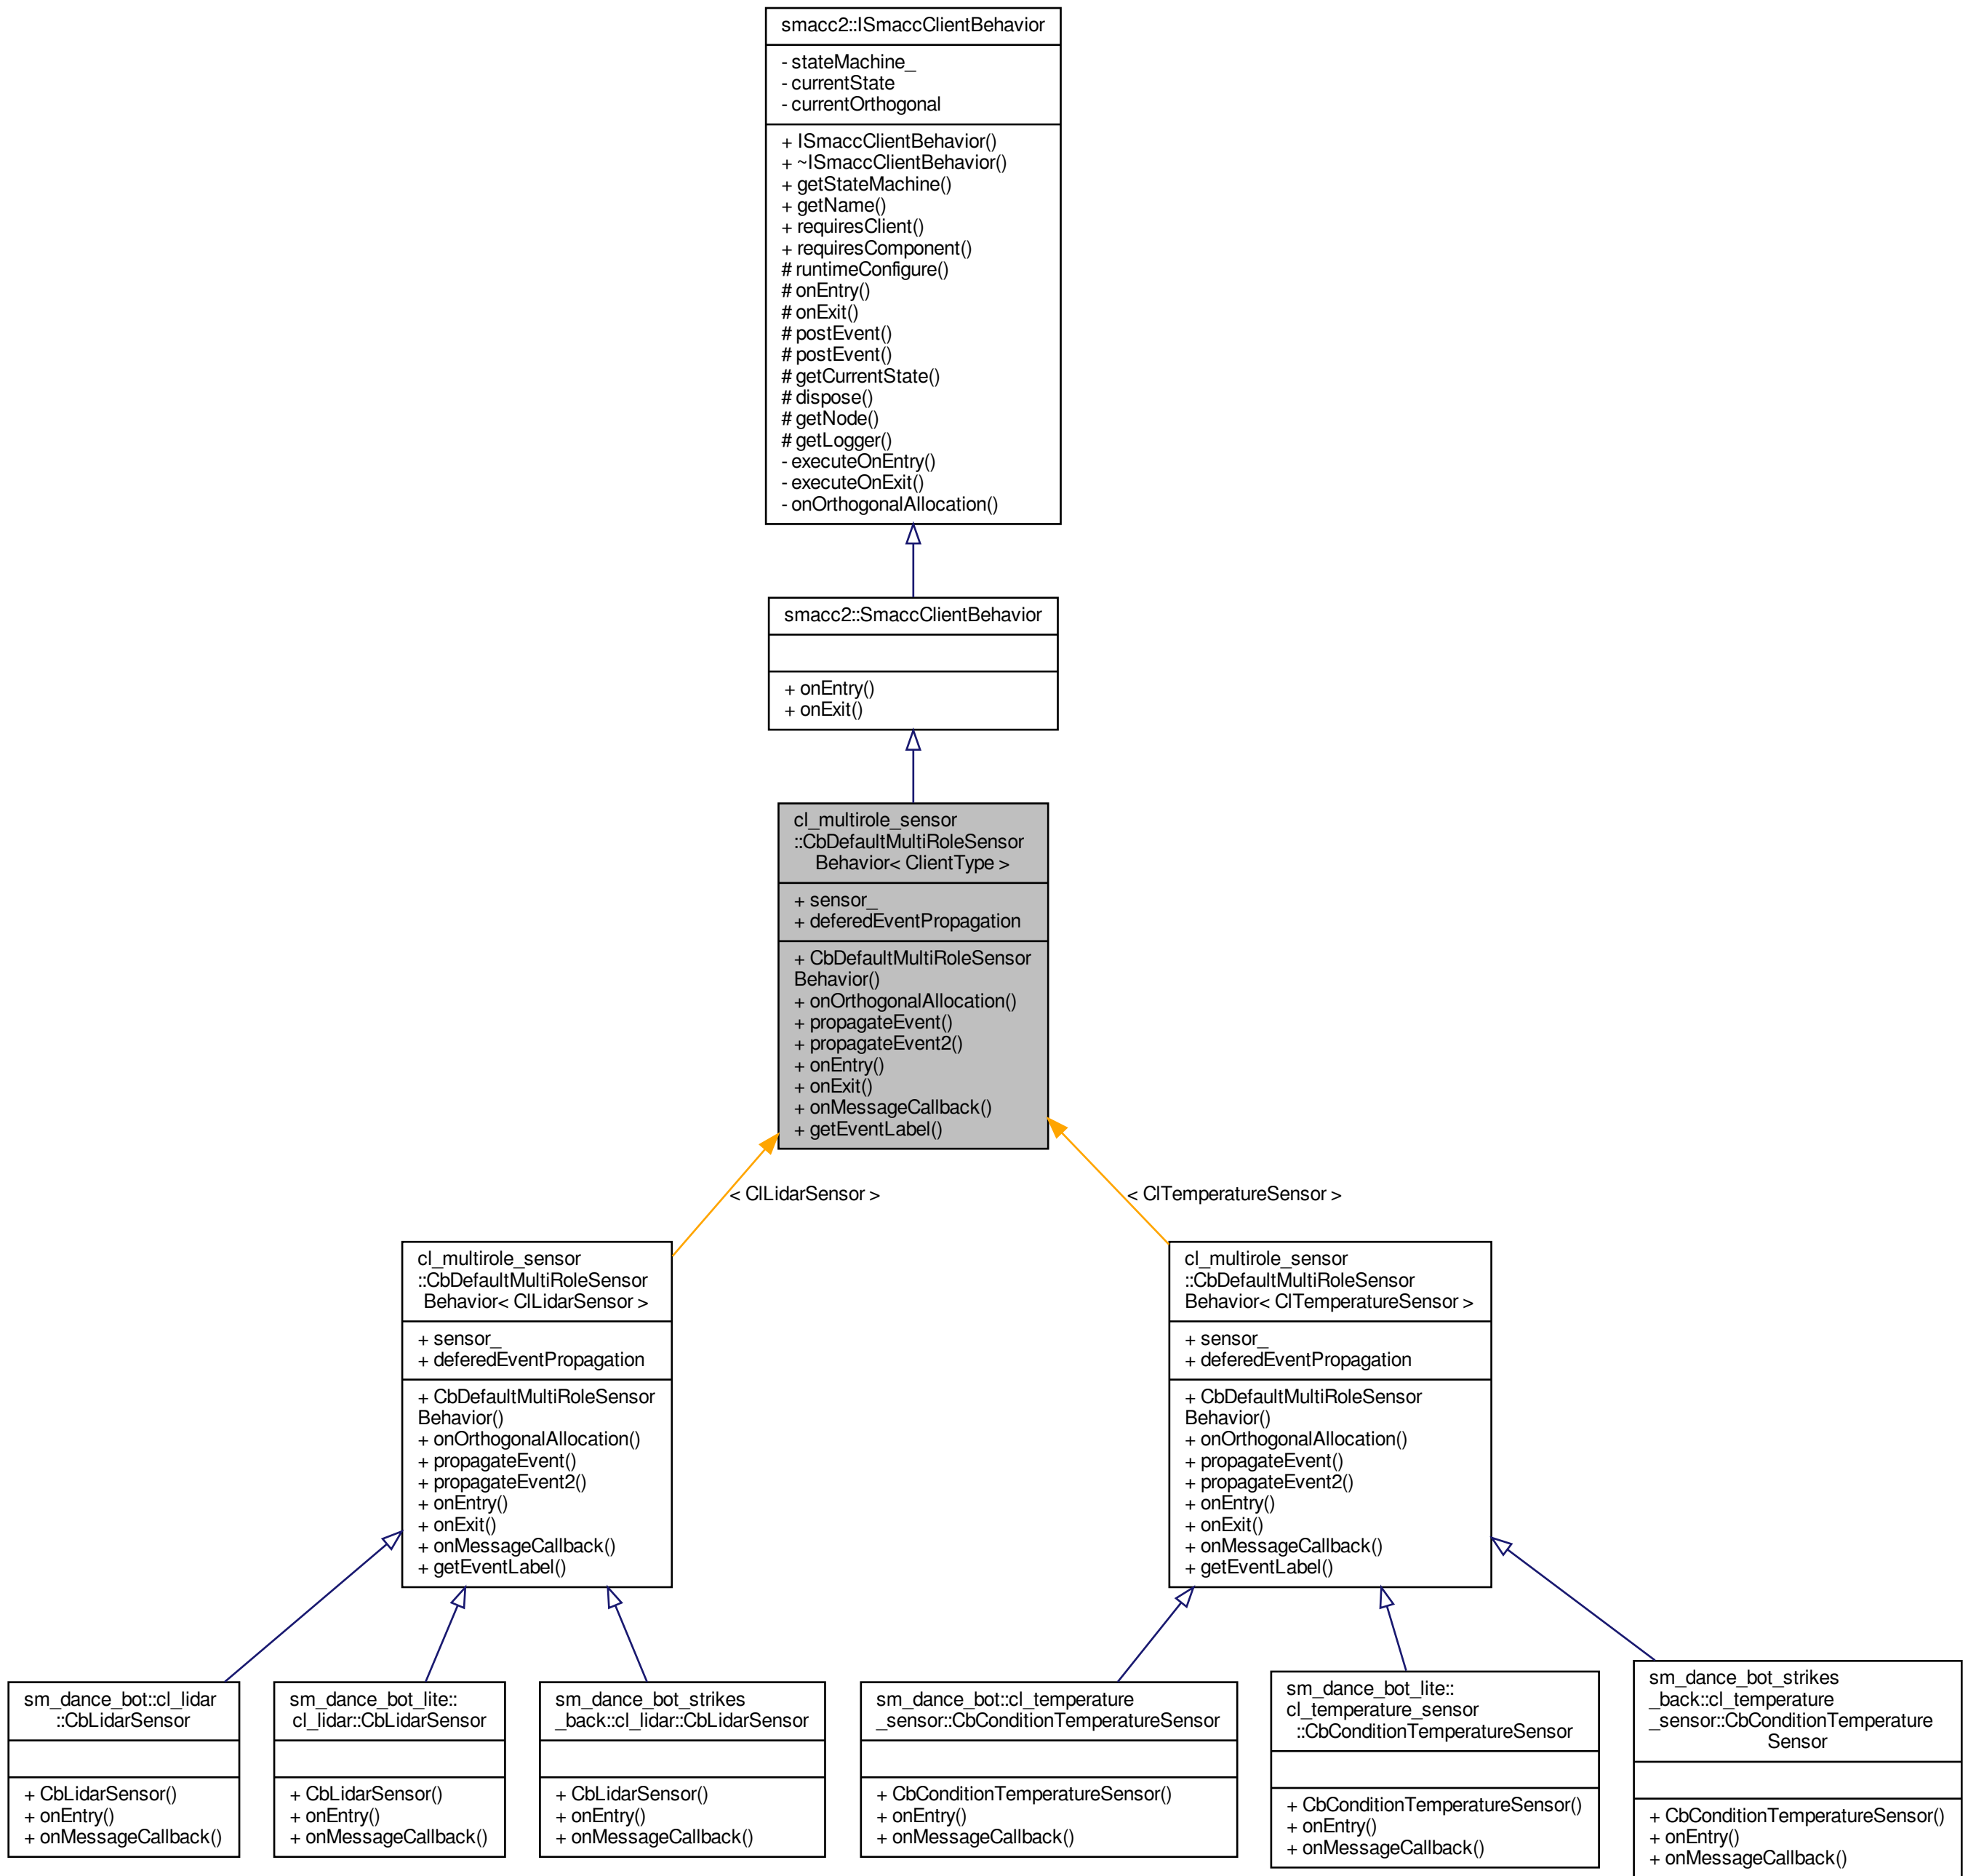 smacc2::ISmaccClientBehavior
- stateMachine_
- currentState
- currentOrthogonal
+ ISmaccClientBehavior()
+ ~ISmaccClientBehavior()
+ getStateMachine()
+ getName()
+ requiresClient()
+ requiresComponent()
# runtimeConfigure()
# onEntry()
# onExit()
# postEvent()
# postEvent()
# getCurrentState()
# dispose()
# getNode()
# getLogger()
- executeOnEntry()
- executeOnExit()
- onOrthogonalAllocation()
smacc2::SmaccClientBehavior
+ onEntry()
+ onExit()
cl_multirole_sensor
::CbDefaultMultiRoleSensor
Behavior< ClientType >
+ sensor_
+ deferedEventPropagation
+ CbDefaultMultiRoleSensor
Behavior()
+ onOrthogonalAllocation()
+ propagateEvent()
+ propagateEvent2()
+ onEntry()
+ onExit()
+ onMessageCallback()
+ getEventLabel()
< ClLidarSensor >
< ClTemperatureSensor >
cl_multirole_sensor
::CbDefaultMultiRoleSensor
Behavior< ClLidarSensor >
+ sensor_
+ deferedEventPropagation
+ CbDefaultMultiRoleSensor
Behavior()
+ onOrthogonalAllocation()
+ propagateEvent()
+ propagateEvent2()
+ onEntry()
+ onExit()
+ onMessageCallback()
+ getEventLabel()
cl_multirole_sensor
::CbDefaultMultiRoleSensor
Behavior< ClTemperatureSensor >
+ sensor_
+ deferedEventPropagation
+ CbDefaultMultiRoleSensor
Behavior()
+ onOrthogonalAllocation()
+ propagateEvent()
+ propagateEvent2()
+ onEntry()
+ onExit()
+ onMessageCallback()
+ getEventLabel()
sm_dance_bot::cl_lidar
::CbLidarSensor
+ CbLidarSensor()
+ onEntry()
+ onMessageCallback()
sm_dance_bot_lite::
cl_lidar::CbLidarSensor
+ CbLidarSensor()
+ onEntry()
+ onMessageCallback()
sm_dance_bot_strikes
_back::cl_lidar::CbLidarSensor
+ CbLidarSensor()
+ onEntry()
+ onMessageCallback()
sm_dance_bot::cl_temperature
_sensor::CbConditionTemperatureSensor
+ CbConditionTemperatureSensor()
+ onEntry()
+ onMessageCallback()
sm_dance_bot_lite::
cl_temperature_sensor
::CbConditionTemperatureSensor
+ CbConditionTemperatureSensor()
+ onEntry()
+ onMessageCallback()
sm_dance_bot_strikes
_back::cl_temperature
_sensor::CbConditionTemperature
Sensor
+ CbConditionTemperatureSensor()
+ onEntry()
+ onMessageCallback()